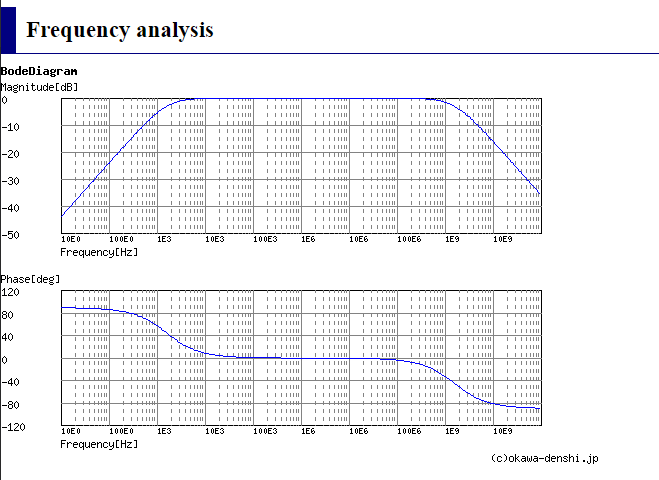 Frequency analysis
BodeDiagram
Magnitude[dB]
0
-10
-20
-30
-40
-50
10E0 100E0 1E3 10E3 10E3 1E6 10E6 100E6 1E9 10E9
Frequency[Hz]
Phase[deg]
120
80
40
0
-40
-80
-120
10E0 100E0 1E3 10E3 10E3 1E6 10E6 100E6 1E9 10E9
Frequency[Hz]
(c)okawa-denshi.jp